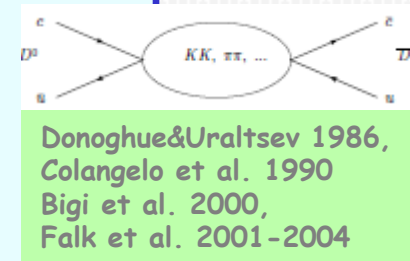 c c
D⁰ KK, ππ, ... D
u u
Donoghue&Uraltsev 1986,
Colangelo et al. 1990
Bigi et al. 2000,
Falk et al. 2001-2004